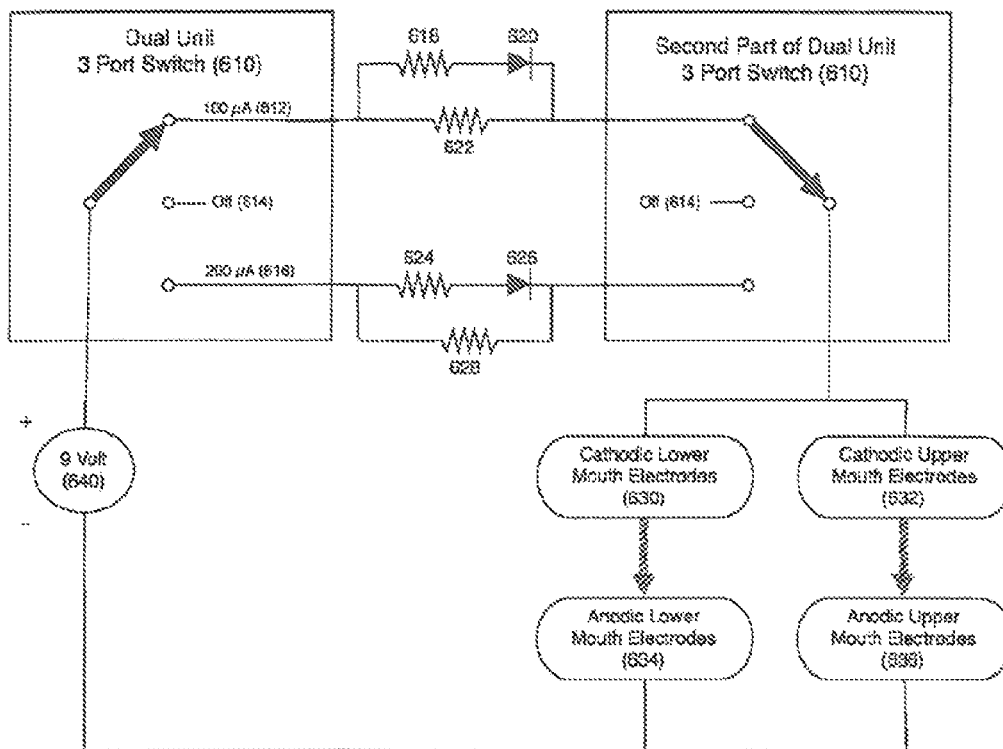 Dual Unit
3 Port Switch (610)
618
620
Second Part of Dual Unit
3 Port Switch (610)
100 µA (612)
622
Off (614)
Off (614)
200 µA (616)
624
626
628
+
9 Volt
(640)
-
Cathodic Lower
Mouth Electrodes
(630)
Cathodic Upper
Mouth Electrodes
(632)
Anodic Lower
Mouth Electrodes
(634)
Anodic Upper
Mouth Electrodes